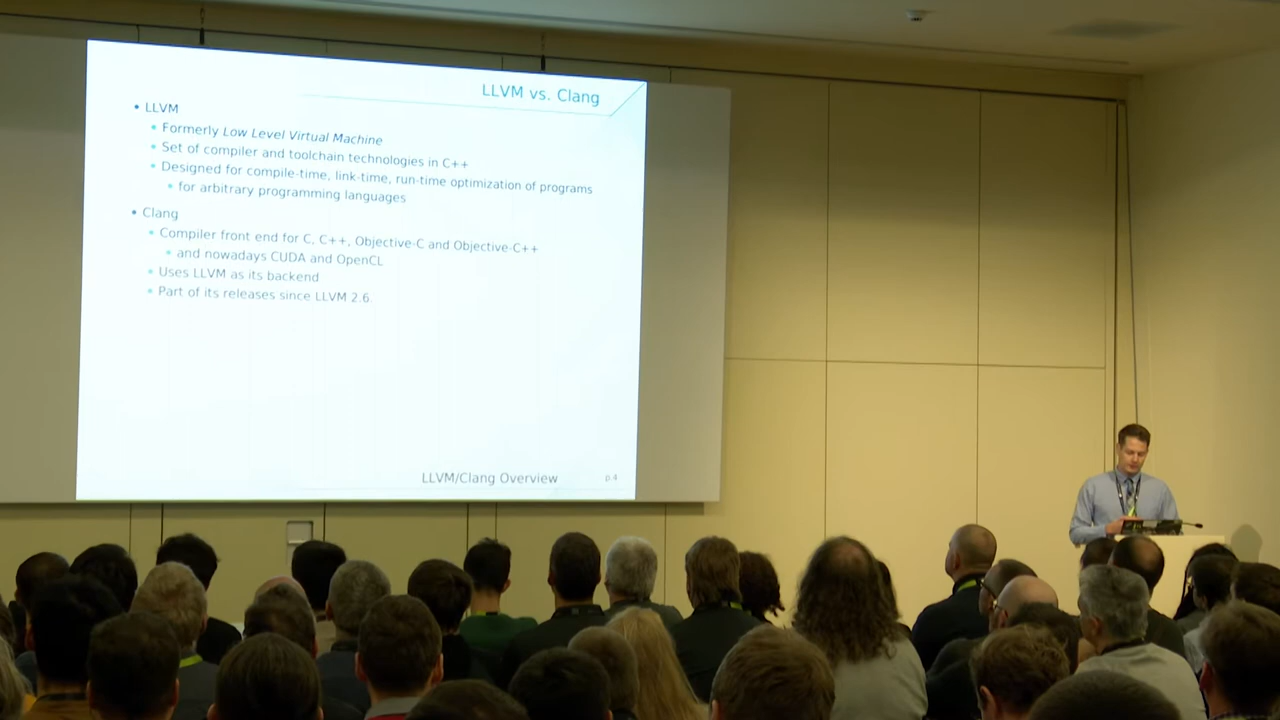 LLVM vs. Clang
• LLVM
• Formerly Low Level Virtual Machine
• Set of compiler and toolchain technologies in C++
• Designed for compile-time, link-time, run-time optimization of programs
• for arbitrary programming languages
• Clang
• Compiler front end for C, C++, Objective-C and Objective-C++
• and nowadays CUDA and OpenCL
• Uses LLVM as its backend
• Part of its releases since LLVM 2.6
LLVM/Clang Overview p.4